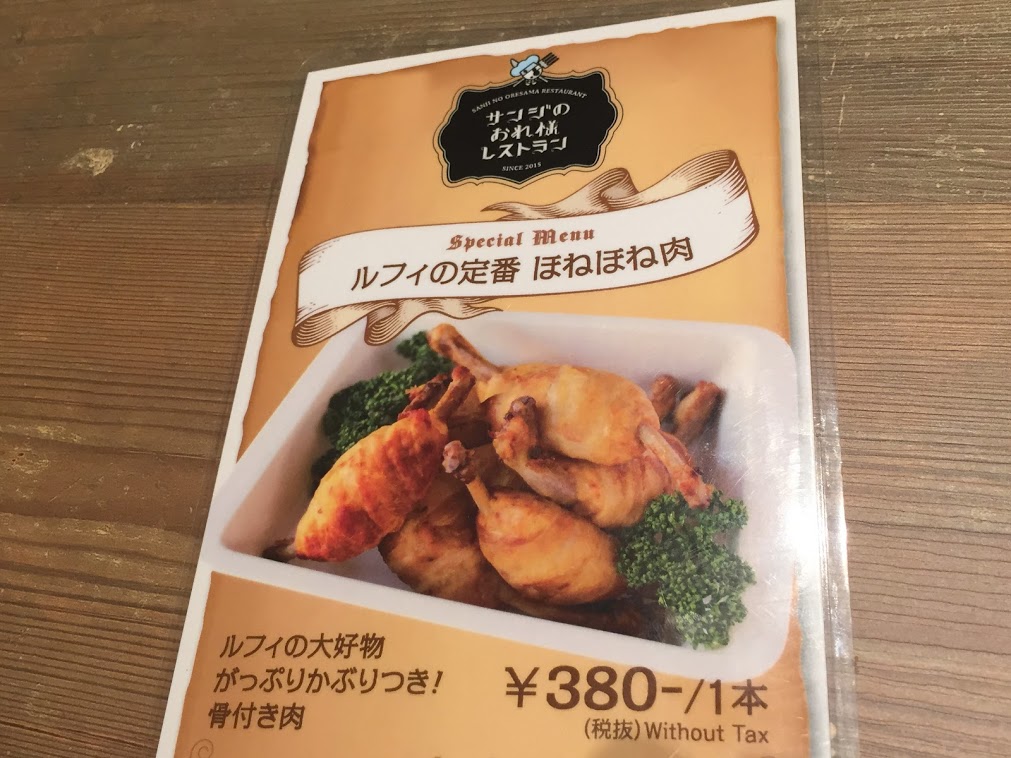 SANJI NO ORESAMA RESTAURANT
サンジの
おれ様
レストラン
SINCE 2015
Special Menu
ルフィの定番 ほねほね肉
ルフィの大好物
がっぷりかぶりつき!
骨付き肉
¥380-/1本
(税抜)Without Tax
©